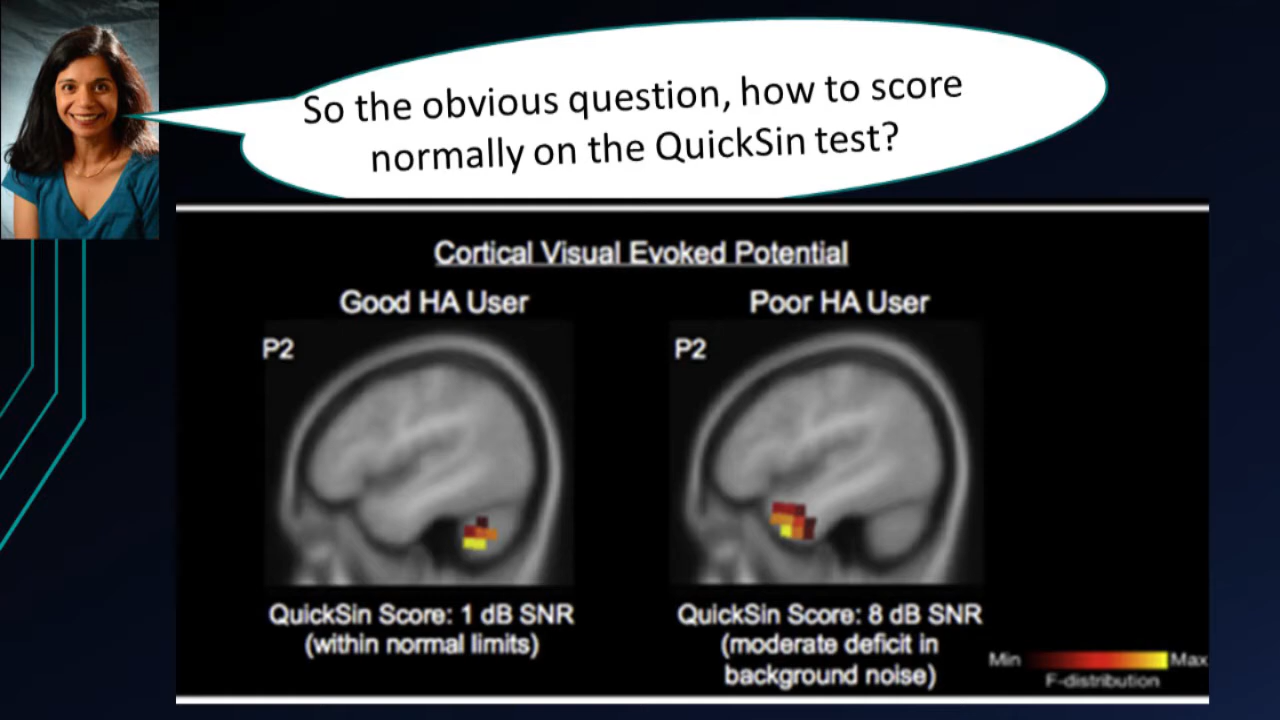 So the obvious question, how to score
normally on the QuickSin test?
Cortical Visual Evoked Potential
Good HA User
Poor HA User
P2
P2
QuickSin Score: 1 dB SNR
(within normal limits)
QuickSin Score: 8 dB SNR
(moderate deficit in
background noise)
Min
Max
F-distribution